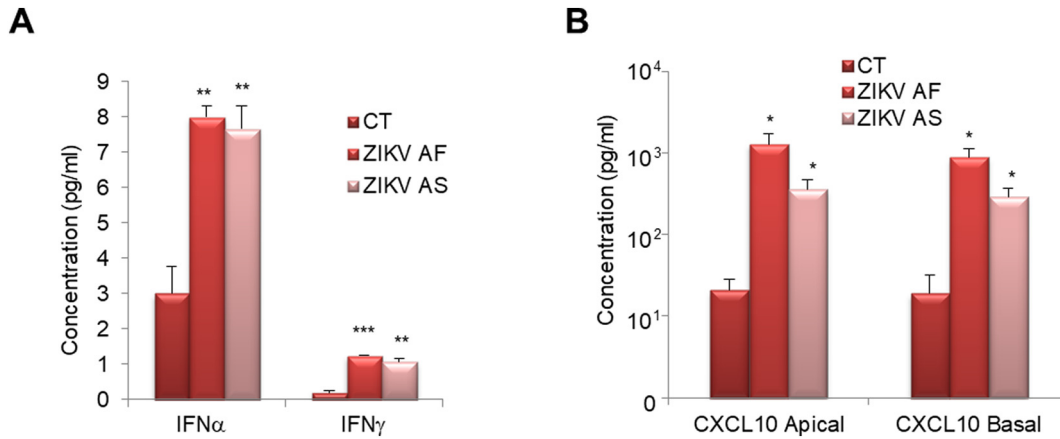 A
Concentration (pg/ml)
9
8
7
6
5
4
3
2
1
0
** **
*** **
CT
ZIKV AF
ZIKV AS
IFNα IFNγ
B
Concentration (pg/ml)
10⁴
10³
10²
10¹
0
CT
ZIKV AF
ZIKV AS
* *
* *
CXCL10 Apical CXCL10 Basal